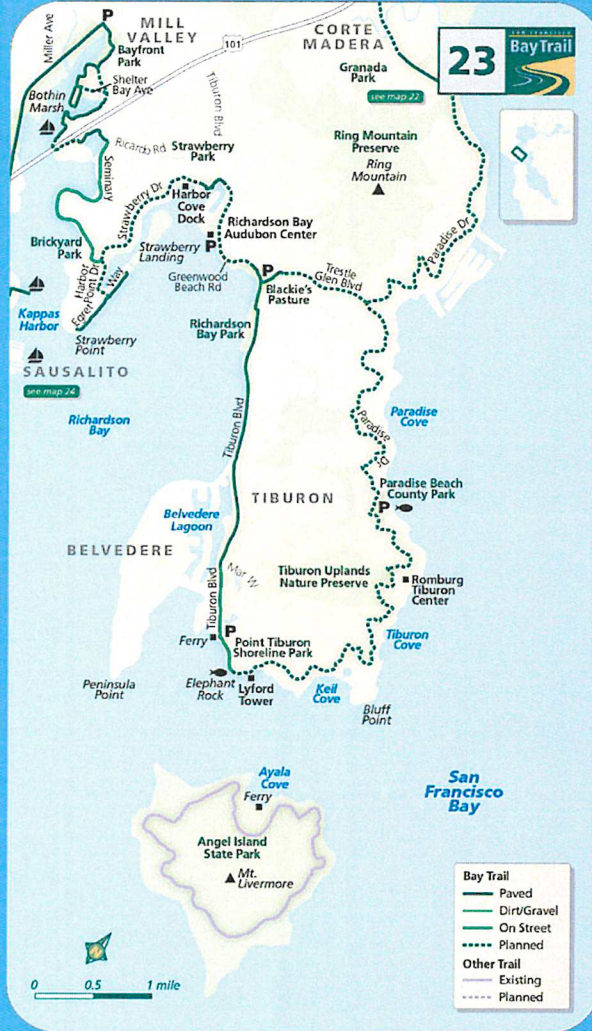 Miller Ave
P
MILL
VALLEY
Bayfront
Park
101
CORTE
MADERA
Granada
Park
see map 22
23
SAN FRANCISCO
Bay Trail
Shelter
Bay Ave
Bothin
Marsh
Tiburon Blvd
Ricardo Rd
Strawberry
Park
Ring Mountain
Preserve
Ring
Mountain
Seminary
Strawberry Dr
Harbor
Cove
Dock
Richardson Bay
Audubon Center
P
Brickyard
Park
Strawberry
Landing
Paradise Dr
Harbor
Point Dr
Egret
Way
Greenwood
Beach Rd
P
Blackie's
Pasture
Trestle
Glen Blvd
Kappas
Harbor
Richardson
Bay Park
Strawberry
Point
SAUSALITO
see map 24
Richardson
Bay
Tiburon Blvd
Paradise
Dr
Paradise
Cove
TIBURON
Paradise Beach
County Park
P
Belvedere
Lagoon
BELVEDERE
Mar W
Tiburon Uplands
Nature Preserve
Romburg
Tiburon
Center
Tiburon Blvd
P
Ferry
Point Tiburon
Shoreline Park
Tiburon
Cove
Peninsula
Point
Elephant
Rock
Lyford
Tower
Keil
Cove
Bluff
Point
Ayala
Cove
Ferry
San
Francisco
Bay
Angel Island
State Park
Mt.
Livermore
Bay Trail
Paved
Dirt/Gravel
On Street
Planned
Other Trail
Existing
Planned
0 0.5 1 mile